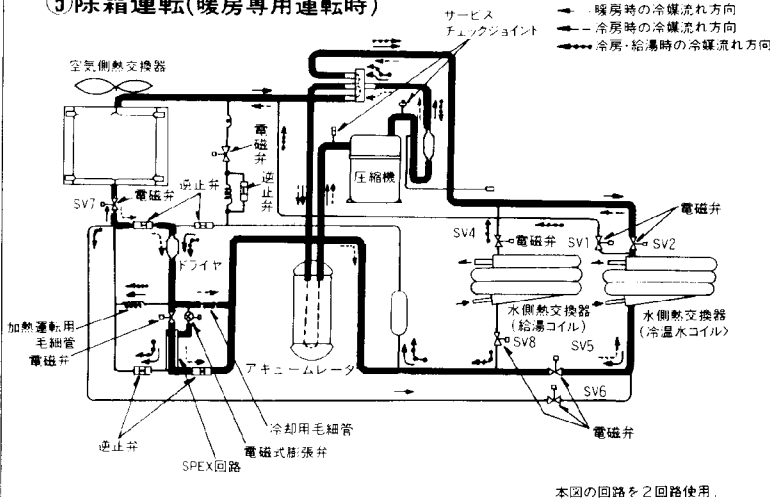 ⑤除霜運転(暖房専用運転時)
サービス
チェックジョイント
暖房時の冷媒流れ方向
冷房時の冷媒流れ方向
冷房・給湯時の冷媒流れ方向
空気側熱交換器
電磁弁
逆止弁
圧縮機
SV7
電磁弁
逆止弁
ドライヤ
電磁弁
SV4
電磁弁
SV1
SV2
加熱運転用
毛細管
電磁弁
アキュームレータ
水側熱交換器
(給湯コイル)
水側熱交換器
(冷温水コイル)
SV8
SV5
SV6
逆止弁
SPEX回路
電磁式膨張弁
冷却用毛細管
電磁弁
本図の回路を2回路使用.